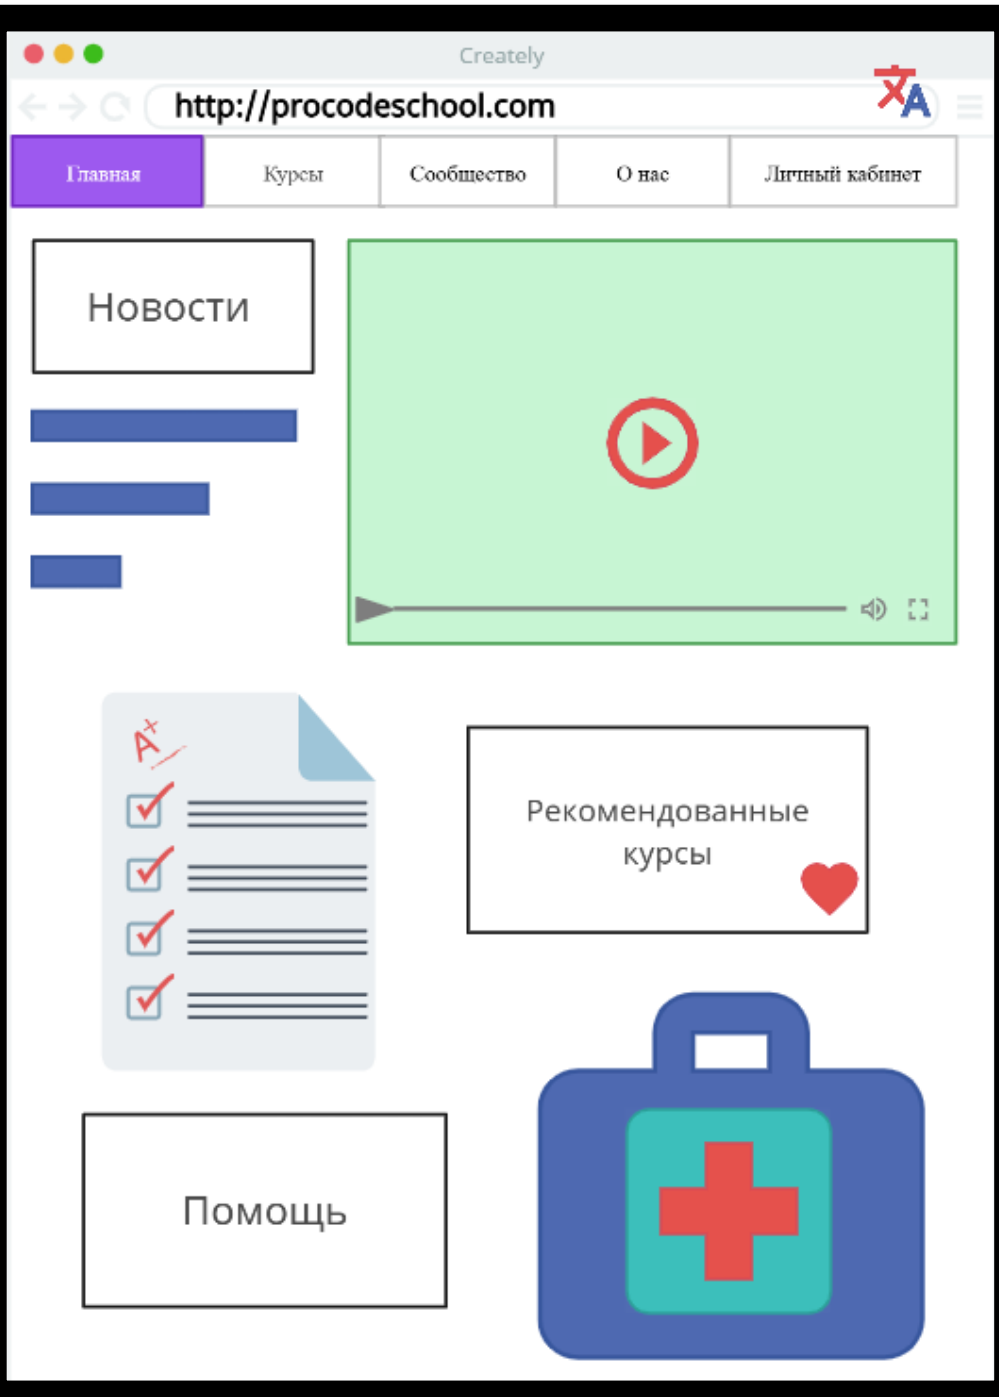 Creately
http://procodeschool.com
Главная
Курсы
Сообщество
О нас
Личный кабинет
Новости
A+
Рекомендованные
курсы
Помощь